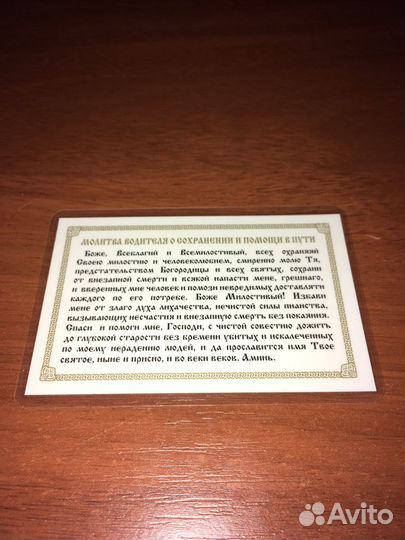 МОЛИТВА ВОДИТЕЛЯ О СОХРАНЕНИИ И ПОМОЩИ В ПУТИ
Боже, Всеблагий и Всемилостивый, всех охраняяй
Своею милостию и человеколюбием, смиренно молю Тя,
предстательством Богородицы и всех святых, сохрани
от внезапной смерти и всякой напасти мене, грешнаго,
и вверенных мне человек и помози невредимых доставляти
каждого по его потребе. Боже Милостивый! Избави
мене от злаго духа лихачества, нечистой силы пианства,
вызывающих несчастия и внезапную смерть без покаяния.
Спаси и помоги мне, Господи, с чистой совестию дожить
до глубокой старости без времени убитых и искалеченных
по моему нерадению людей, и да прославится имя Твое
святое, ныне и присно, и во веки веков. Аминь.
Avito